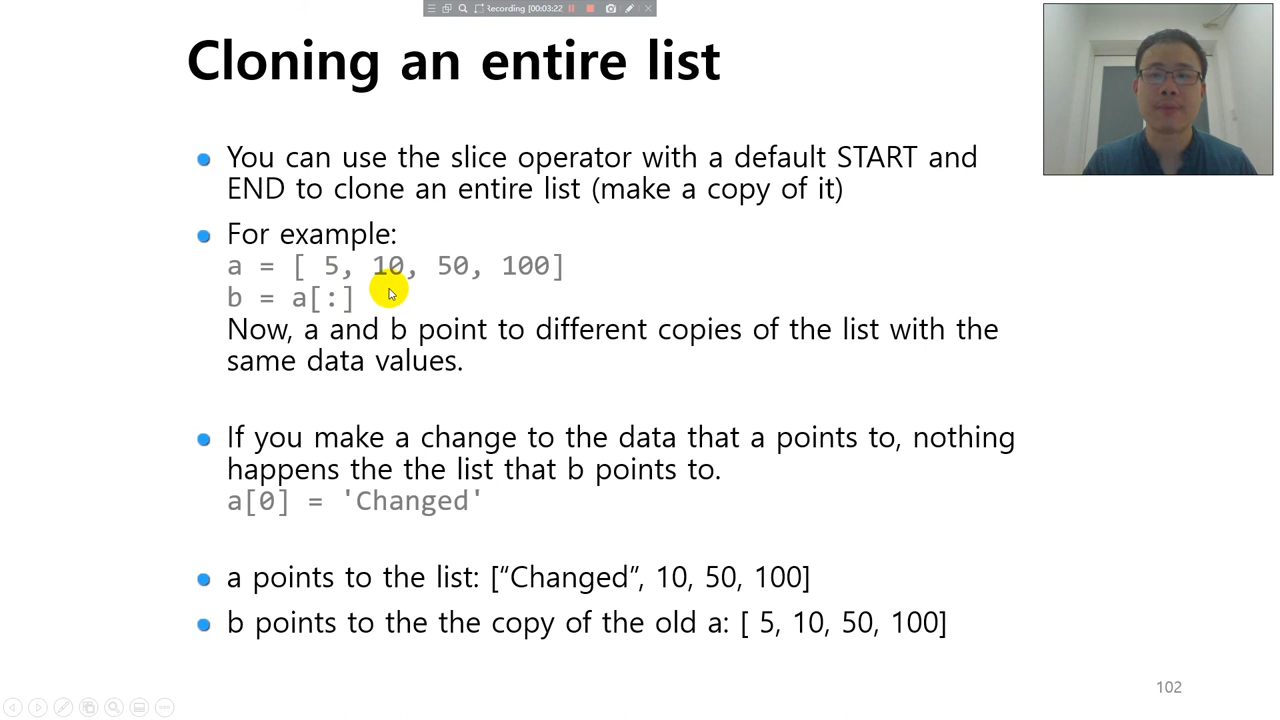 Recording [00:03:22]
Cloning an entire list
You can use the slice operator with a default START and
END to clone an entire list (make a copy of it)
For example:
a = [ 5, 10, 50, 100]
b = a[:]
Now, a and b point to different copies of the list with the
same data values.
If you make a change to the data that a points to, nothing
happens the the list that b points to.
a[0] = 'Changed'
a points to the list: [“Changed”, 10, 50, 100]
b points to the the copy of the old a: [ 5, 10, 50, 100]
102